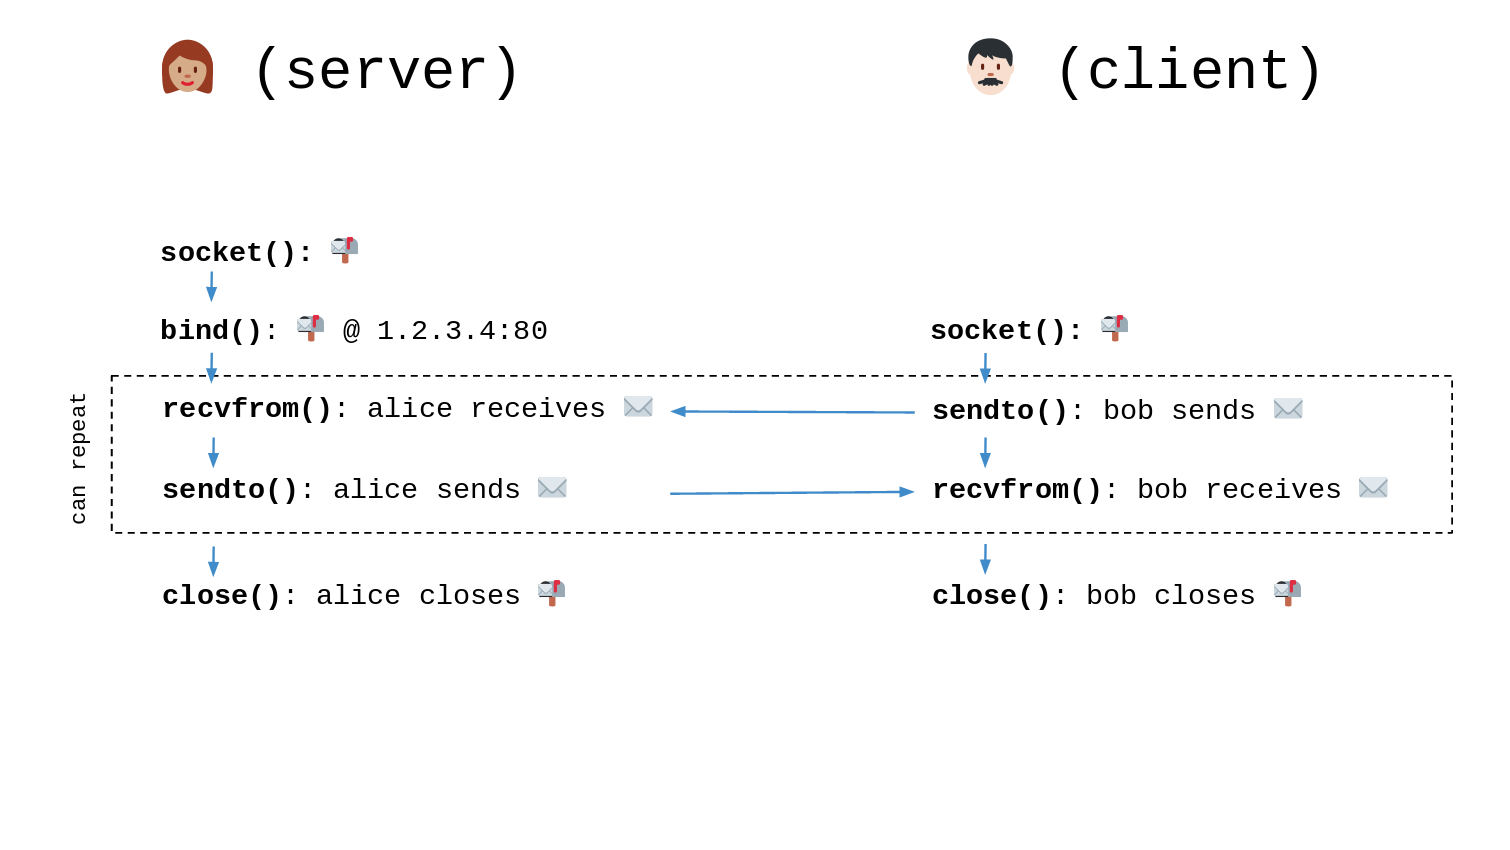 (server)
(client)
socket():
bind(): @ 1.2.3.4:80
socket():
can repeat
recvfrom(): alice receives
sendto(): bob sends
sendto(): alice sends
recvfrom(): bob receives
close(): alice closes
close(): bob closes